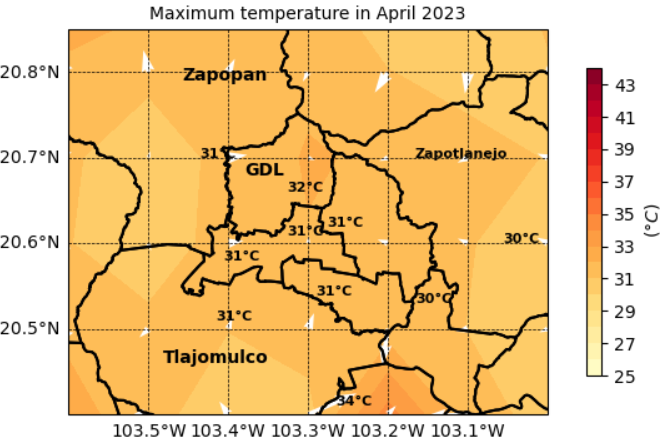 Maximum temperature in April 2023
20.8°N
20.7°N
20.6°N
20.5°N
Zapopan
31°
Zapotlanejo
GDL
32°C
31°C
31°C
30°C
31°C
31°C
30°C
31°C
Tlajomulco
34°C
103.5°W 103.4°W 103.3°W 103.2°W 103.1°W
43
41
39
37
35
33
31
29
27
25
(°C)